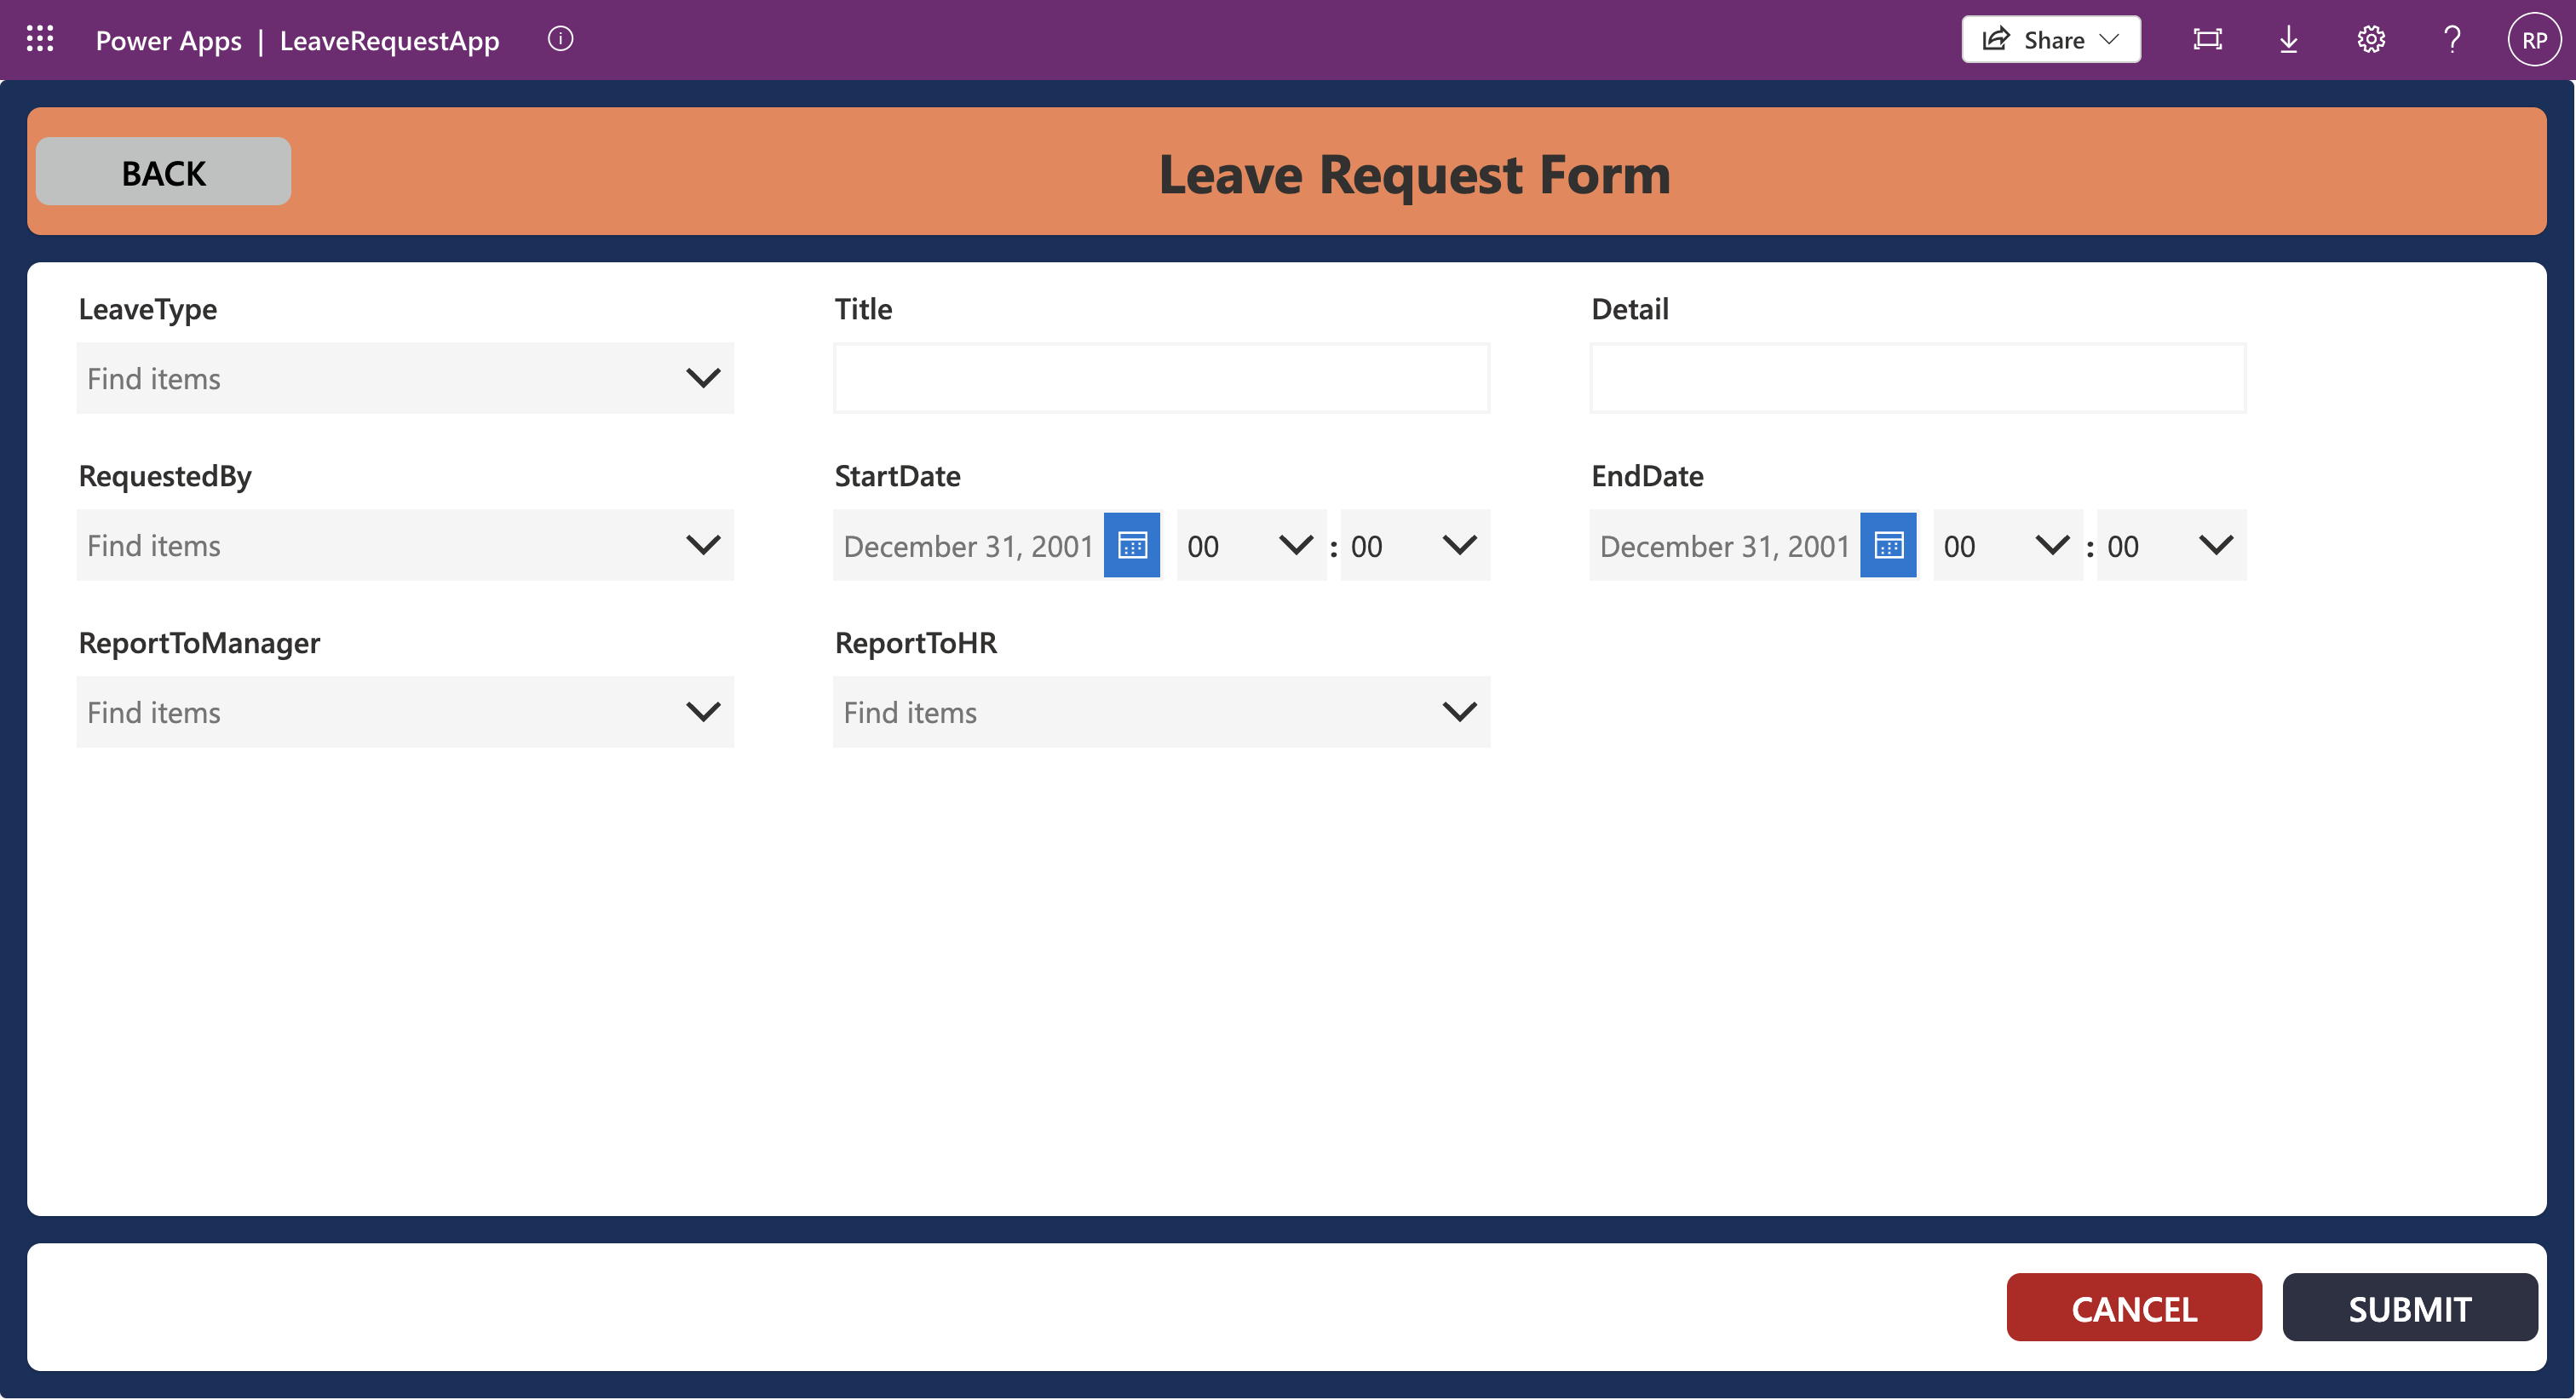 Power Apps | LeaveRequestApp
Share
RP
BACK
Leave Request Form
LeaveType
Title
Detail
Find items
RequestedBy
StartDate
EndDate
Find items
December 31, 2001 00 : 00
December 31, 2001 00 : 00
ReportToManager
ReportToHR
Find items
Find items
CANCEL
SUBMIT